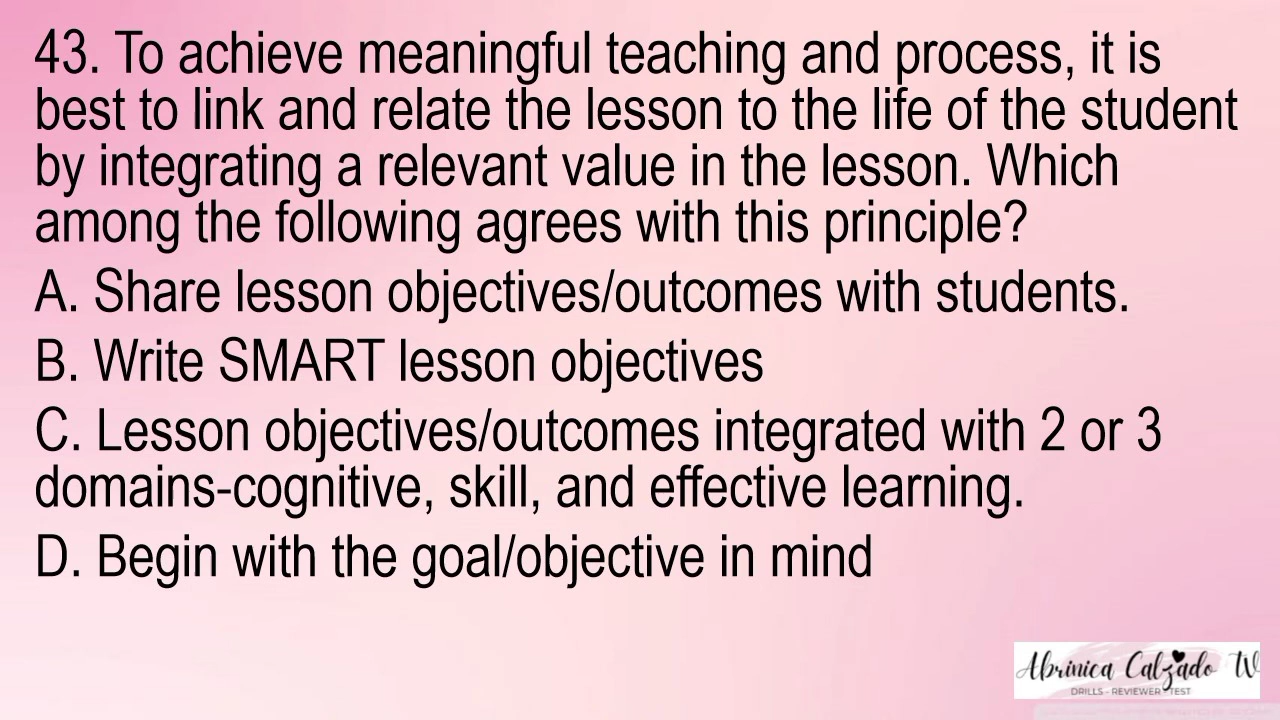 43. To achieve meaningful teaching and process, it is
best to link and relate the lesson to the life of the student
by integrating a relevant value in the lesson. Which
among the following agrees with this principle?
A. Share lesson objectives/outcomes with students.
B. Write SMART lesson objectives
C. Lesson objectives/outcomes integrated with 2 or 3
domains-cognitive, skill, and effective learning.
D. Begin with the goal/objective in mind
Abrinica Calzado TV
DRILLS - REVIEWER - TEST